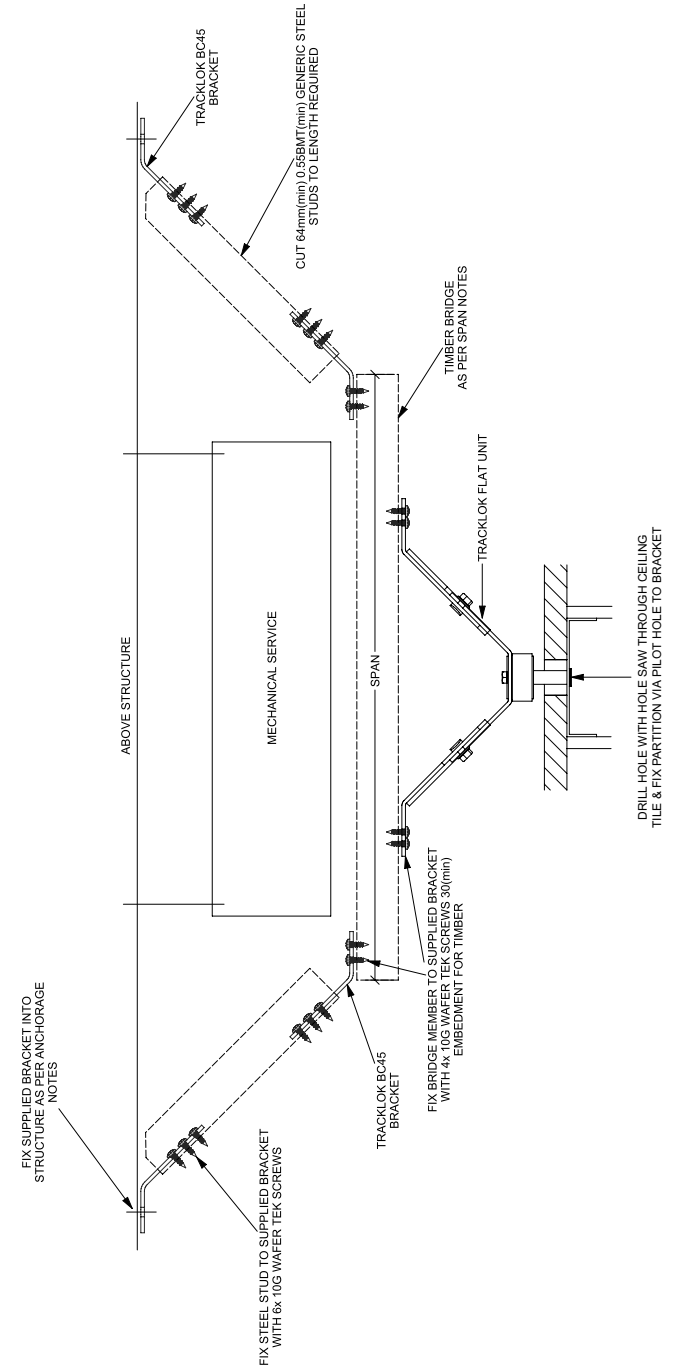 FIX SUPPLIED BRACKET INTO
STRUCTURE AS PER ANCHORAGE
NOTES
ABOVE STRUCTURE
TRACKLOK BC45
BRACKET
MECHANICAL SERVICE
CUT 64mm(min) 0.55BMT(min) GENERIC STEEL
STUDS TO LENGTH REQUIRED
FIX STEEL STUD TO SUPPLIED BRACKET
WITH 6x 10G WAFER TEK SCREWS
SPAN
TRACKLOK BC45
BRACKET
FIX BRIDGE MEMBER TO SUPPLIED BRACKET
WITH 4x 10G WAFER TEK SCREWS 30(min)
EMBEDMENT FOR TIMBER
TIMBER BRIDGE
AS PER SPAN NOTES
TRACKLOK FLAT UNIT
DRILL HOLE WITH HOLE SAW THROUGH CEILING
TILE & FIX PARTITION VIA PILOT HOLE TO BRACKET